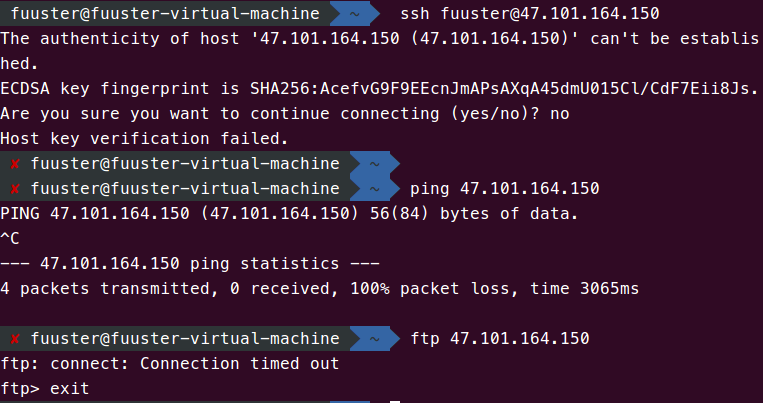 fuuster@fuuster-virtual-machine ~ ssh fuuster@47.101.164.150
The authenticity of host '47.101.164.150 (47.101.164.150)' can't be establis
hed.
ECDSA key fingerprint is SHA256:AcefvG9F9EEcnJmAPsAXqA45dmU015Cl/CdF7Eii8Js.
Are you sure you want to continue connecting (yes/no)? no
Host key verification failed.
✘ fuuster@fuuster-virtual-machine ~
✘ fuuster@fuuster-virtual-machine ~ ping 47.101.164.150
PING 47.101.164.150 (47.101.164.150) 56(84) bytes of data.
^C
--- 47.101.164.150 ping statistics ---
4 packets transmitted, 0 received, 100% packet loss, time 3065ms
✘ fuuster@fuuster-virtual-machine ~ ftp 47.101.164.150
ftp: connect: Connection timed out
ftp> exit